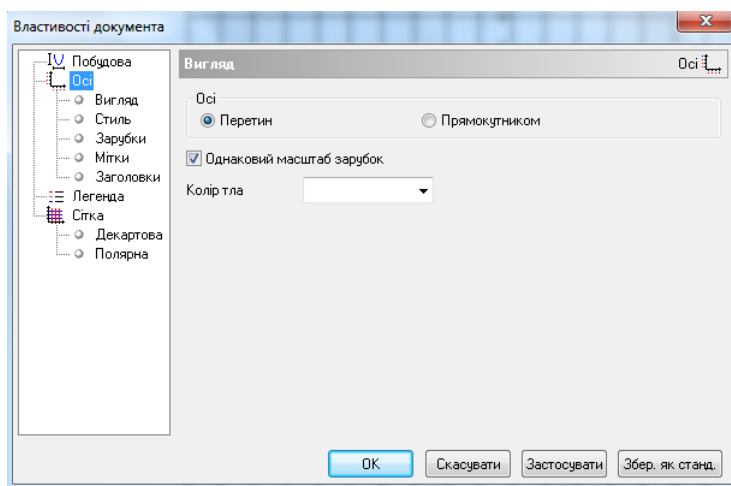 Властивості документа
Побудова
Осі
Вигляд
Стиль
Зарубки
Мітки
Заголовки
Легенда
Сітка
Декартова
Полярна
Вигляд Осі
Осі
Перетин Прямокутником
Однаковий масштаб зарубок
Колір тла
OK Скасувати Застосувати Збер. як станд.